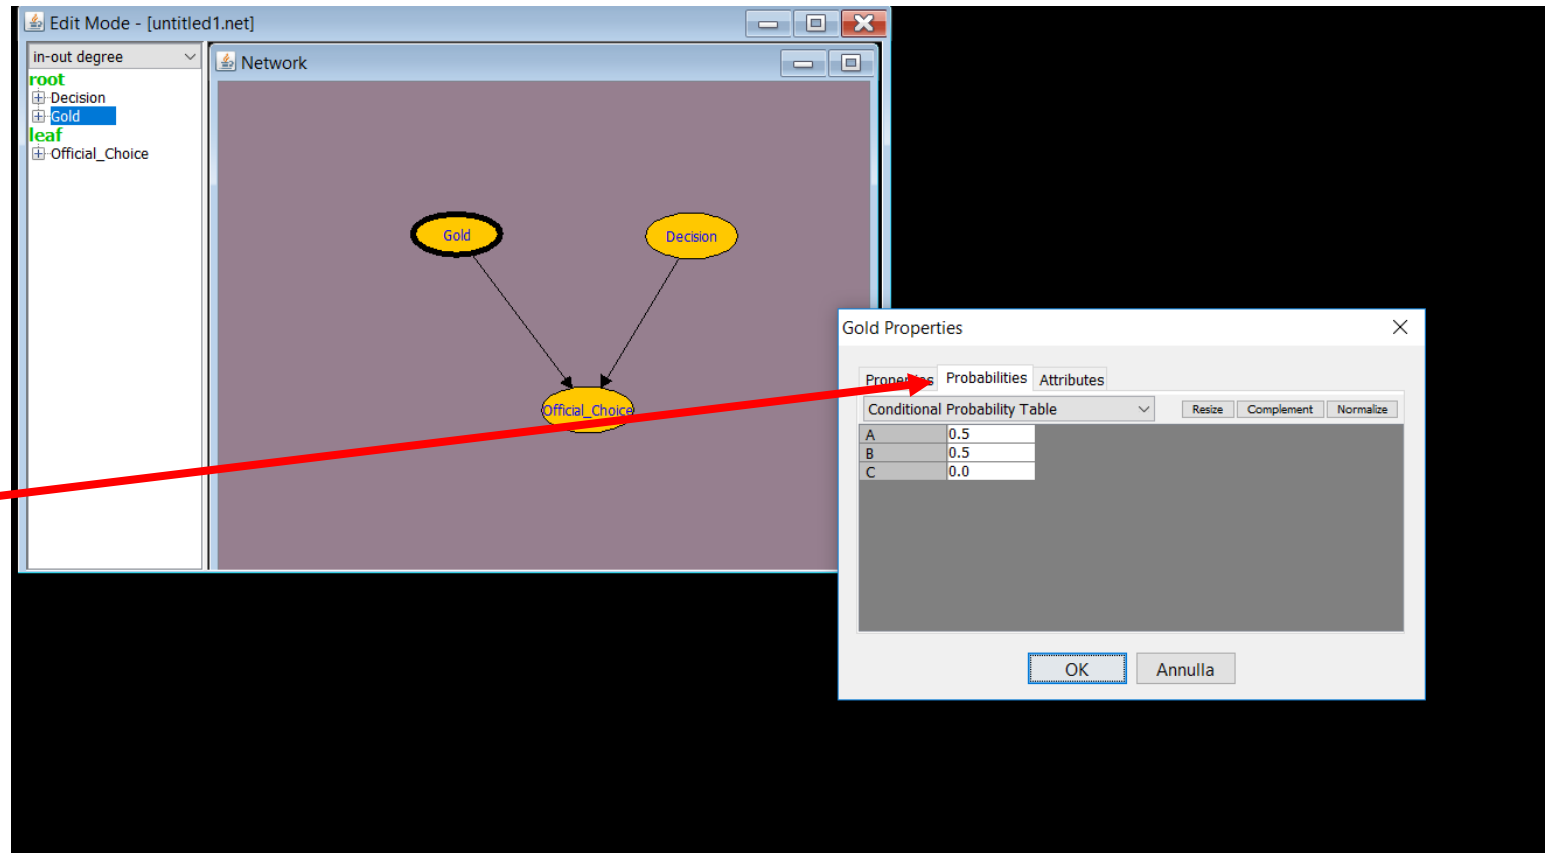 Edit Mode - [untitled1.net]
in-out degree
root
Decision
Gold
leaf
Official_Choice
Network
Gold
Decision
Official_Choice
Gold Properties
Properties Probabilities Attributes
Conditional Probability Table Resize Complement Normalize
A 0.5
B 0.5
C 0.0
OK Annulla